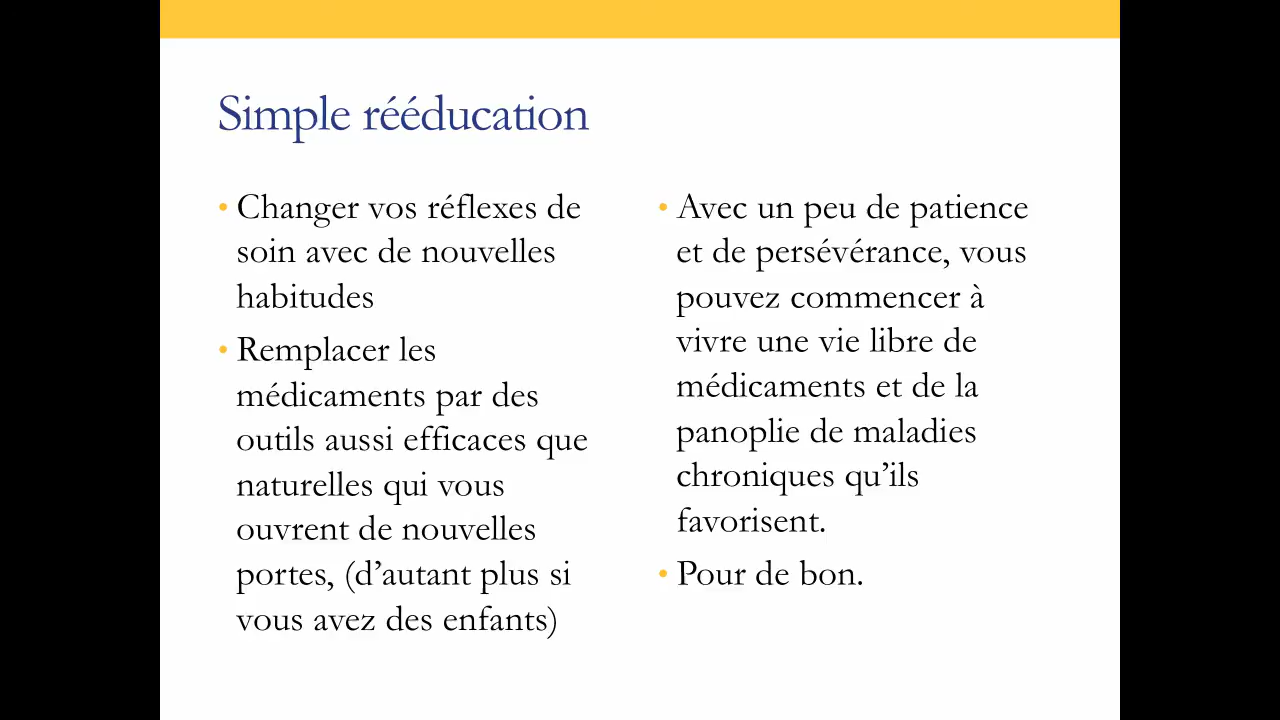 Simple rééducation
• Changer vos réflexes de
soin avec de nouvelles
habitudes
• Remplacer les
médicaments par des
outils aussi efficaces que
naturelles qui vous
ouvrent de nouvelles
portes, (d’autant plus si
vous avez des enfants)
• Avec un peu de patience
et de persévérance, vous
pouvez commencer à
vivre une vie libre de
médicaments et de la
panoplie de maladies
chroniques qu’ils
favorisent.
• Pour de bon.